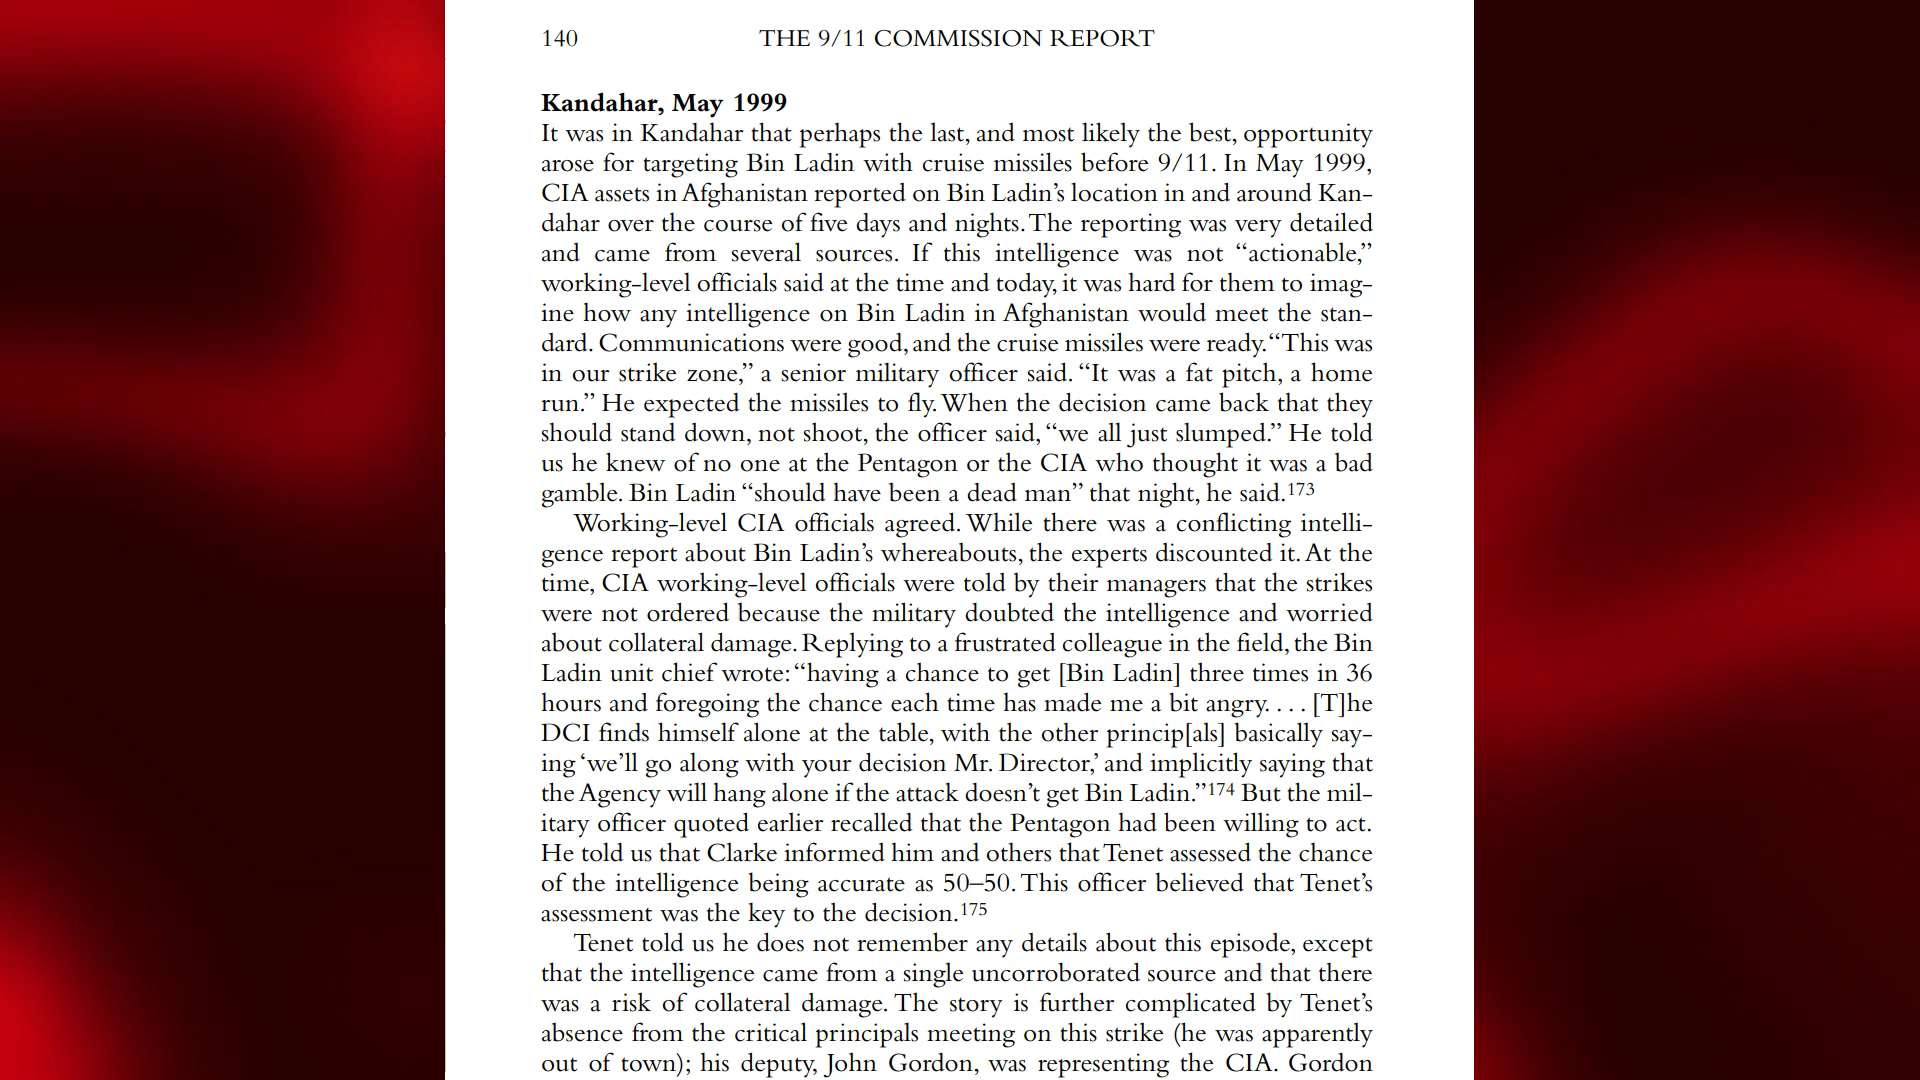 140 THE 9/11 COMMISSION REPORT
Kandahar, May 1999
It was in Kandahar that perhaps the last, and most likely the best, opportunity
arose for targeting Bin Ladin with cruise missiles before 9/11. In May 1999,
CIA assets in Afghanistan reported on Bin Ladin’s location in and around Kan-
dahar over the course of five days and nights. The reporting was very detailed
and came from several sources. If this intelligence was not “actionable,”
working-level officials said at the time and today, it was hard for them to imag-
ine how any intelligence on Bin Ladin in Afghanistan would meet the stan-
dard. Communications were good, and the cruise missiles were ready. “This was
in our strike zone,” a senior military officer said. “It was a fat pitch, a home
run.” He expected the missiles to fly. When the decision came back that they
should stand down, not shoot, the officer said, “we all just slumped.” He told
us he knew of no one at the Pentagon or the CIA who thought it was a bad
gamble. Bin Ladin “should have been a dead man” that night, he said.173
Working-level CIA officials agreed. While there was a conflicting intelli-
gence report about Bin Ladin’s whereabouts, the experts discounted it. At the
time, CIA working-level officials were told by their managers that the strikes
were not ordered because the military doubted the intelligence and worried
about collateral damage. Replying to a frustrated colleague in the field, the Bin
Ladin unit chief wrote: “having a chance to get [Bin Ladin] three times in 36
hours and foregoing the chance each time has made me a bit angry. . . . [T]he
DCI finds himself alone at the table, with the other princip[als] basically say-
ing ‘we’ll go along with your decision Mr. Director,’ and implicitly saying that
the Agency will hang alone if the attack doesn’t get Bin Ladin.”174 But the mil-
itary officer quoted earlier recalled that the Pentagon had been willing to act.
He told us that Clarke informed him and others that Tenet assessed the chance
of the intelligence being accurate as 50–50. This officer believed that Tenet’s
assessment was the key to the decision.175
Tenet told us he does not remember any details about this episode, except
that the intelligence came from a single uncorroborated source and that there
was a risk of collateral damage. The story is further complicated by Tenet’s
absence from the critical principals meeting on this strike (he was apparently
out of town); his deputy, John Gordon, was representing the CIA. Gordon